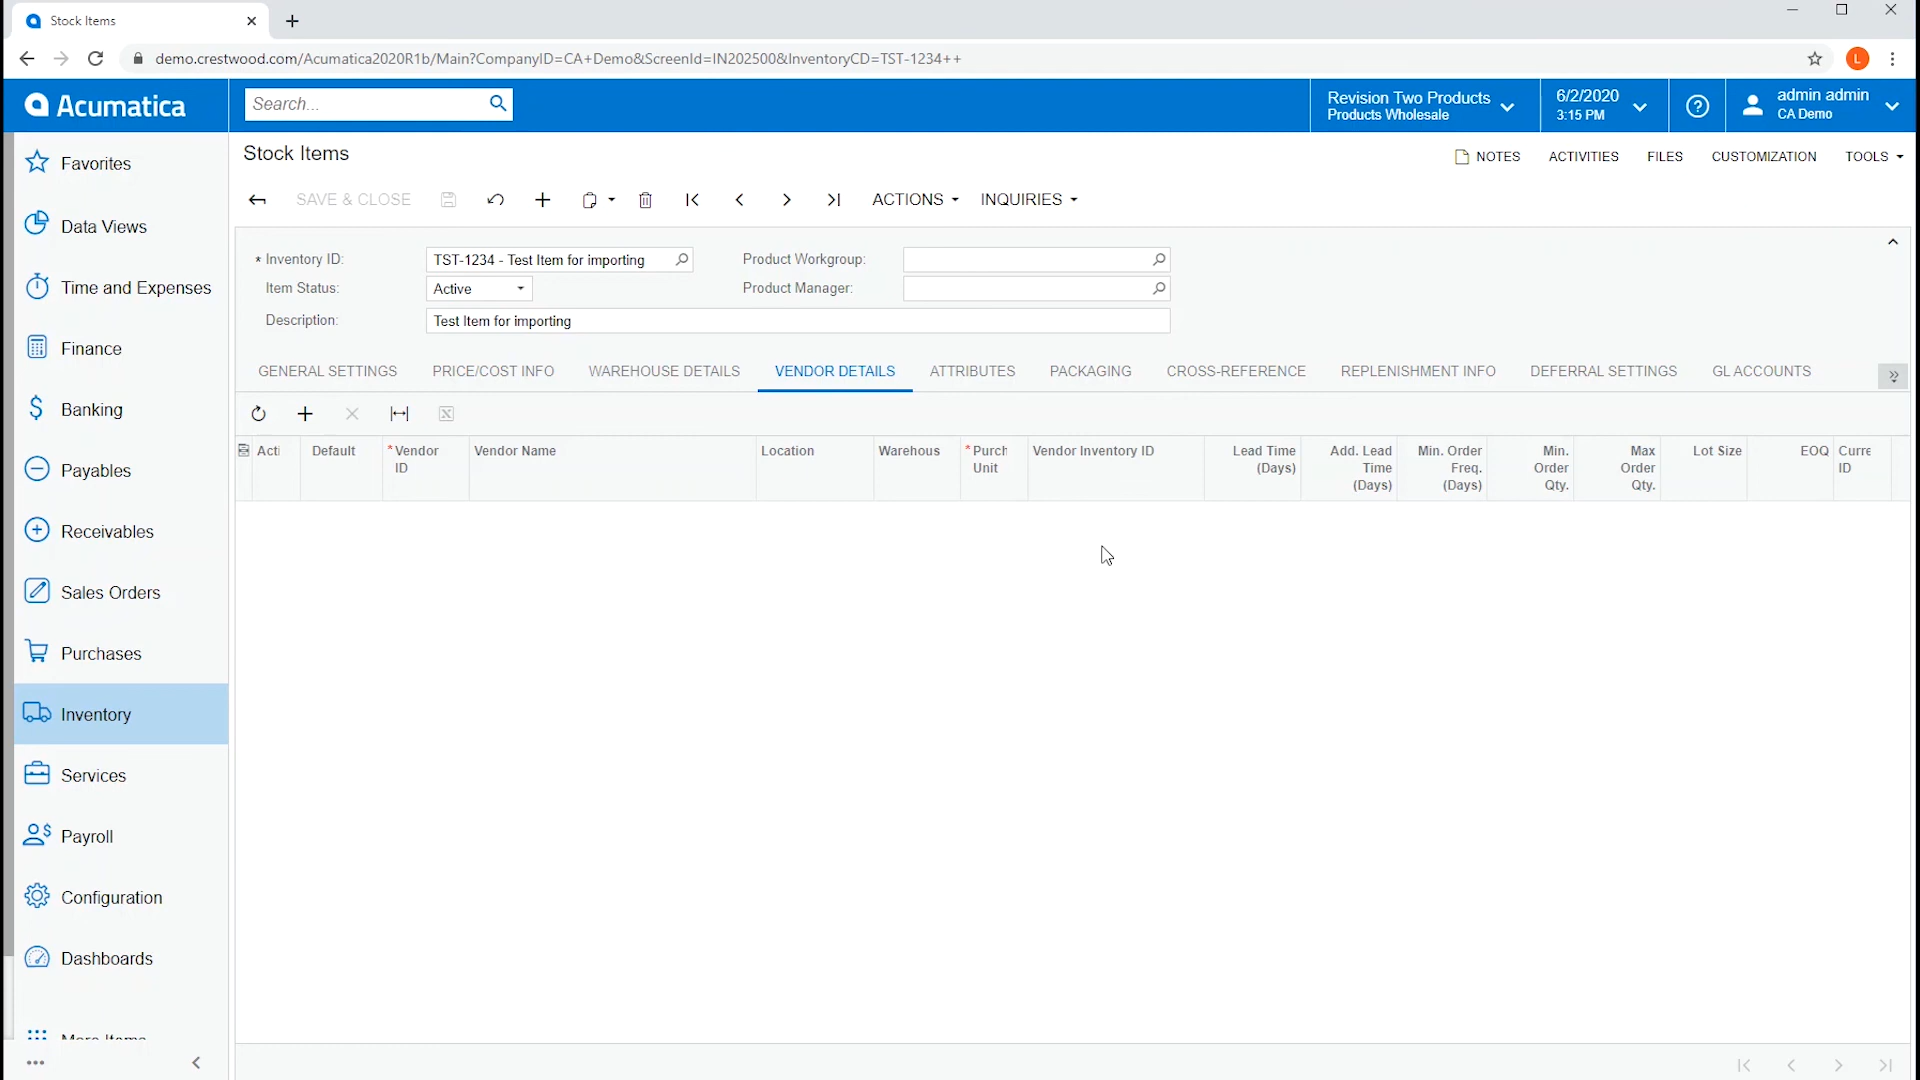 Stock Items
demo.crestwood.com/Acumatica2020R1b/Main?CompanyID=CA+Demo&ScreenId=IN202500&InventoryCD=TST-1234++
L
Acumatica
Search...
Revision Two Products
Products Wholesale
6/2/2020
3:15 PM
admin admin
CA Demo
Favorites
Data Views
Time and Expenses
Finance
Banking
Payables
Receivables
Sales Orders
Purchases
Inventory
Services
Payroll
Configuration
Dashboards
More Items
Stock Items
NOTES
ACTIVITIES
FILES
CUSTOMIZATION
TOOLS
SAVE & CLOSE
ACTIONS
INQUIRIES
* Inventory ID:
TST-1234 - Test Item for importing
Product Workgroup:
Item Status:
Active
Product Manager:
Description:
Test Item for importing
GENERAL SETTINGS
PRICE/COST INFO
WAREHOUSE DETAILS
VENDOR DETAILS
ATTRIBUTES
PACKAGING
CROSS-REFERENCE
REPLENISHMENT INFO
DEFERRAL SETTINGS
GL ACCOUNTS
Acti
Default
* Vendor
ID
Vendor Name
Location
Warehous
* Purch
Unit
Vendor Inventory ID
Lead Time
(Days)
Add. Lead
Time
(Days)
Min. Order
Freq.
(Days)
Min.
Order
Qty.
Max
Order
Qty.
Lot Size
EOQ
Curre
ID